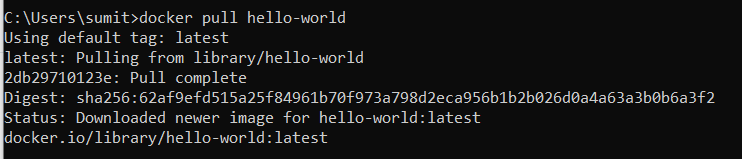 C:\Users\sumit>docker pull hello-world
Using default tag: latest
latest: Pulling from library/hello-world
2db29710123e: Pull complete
Digest: sha256:62af9efd515a25f84961b70f973a798d2eca956b1b2b026d0a4a63a3b0b6a3f2
Status: Downloaded newer image for hello-world:latest
docker.io/library/hello-world:latest